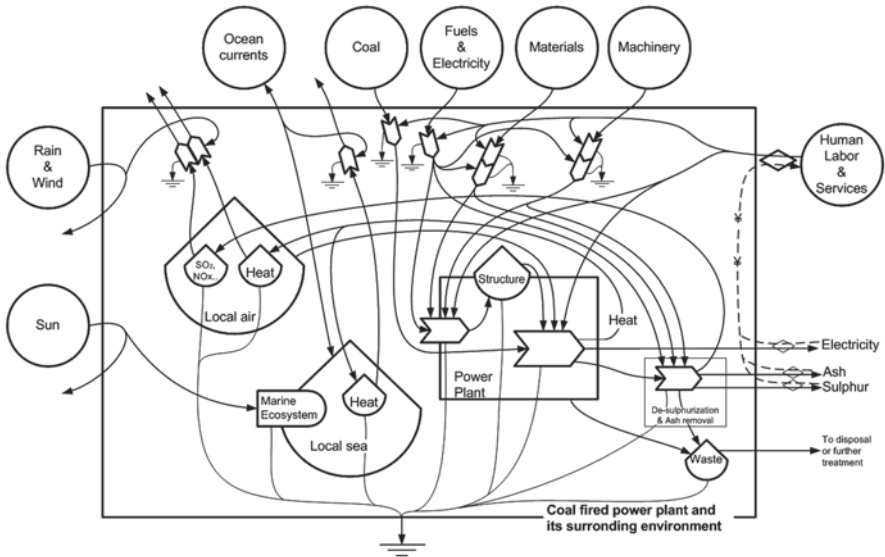 Ocean
currents
Coal
Fuels
&
Electricity
Materials
Machinery
Rain
&
Wind
Human
Labor
&
Services
SO₂,
NOx..
Heat
Local air
Structure
Heat
Sun
¥
¥
Electricity
Ash
Sulphur
Power
Plant
Marine
Ecosystem
Heat
Local sea
De-sulphurization
& Ash removal
Waste
To disposal
or further
treatment
Coal fired power plant and
its surronding environment